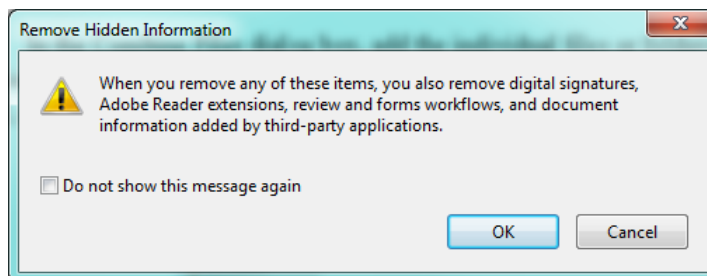 Remove Hidden Information
When you remove any of these items, you also remove digital signatures,
Adobe Reader extensions, review and forms workflows, and document
information added by third-party applications.
Do not show this message again
OK
Cancel